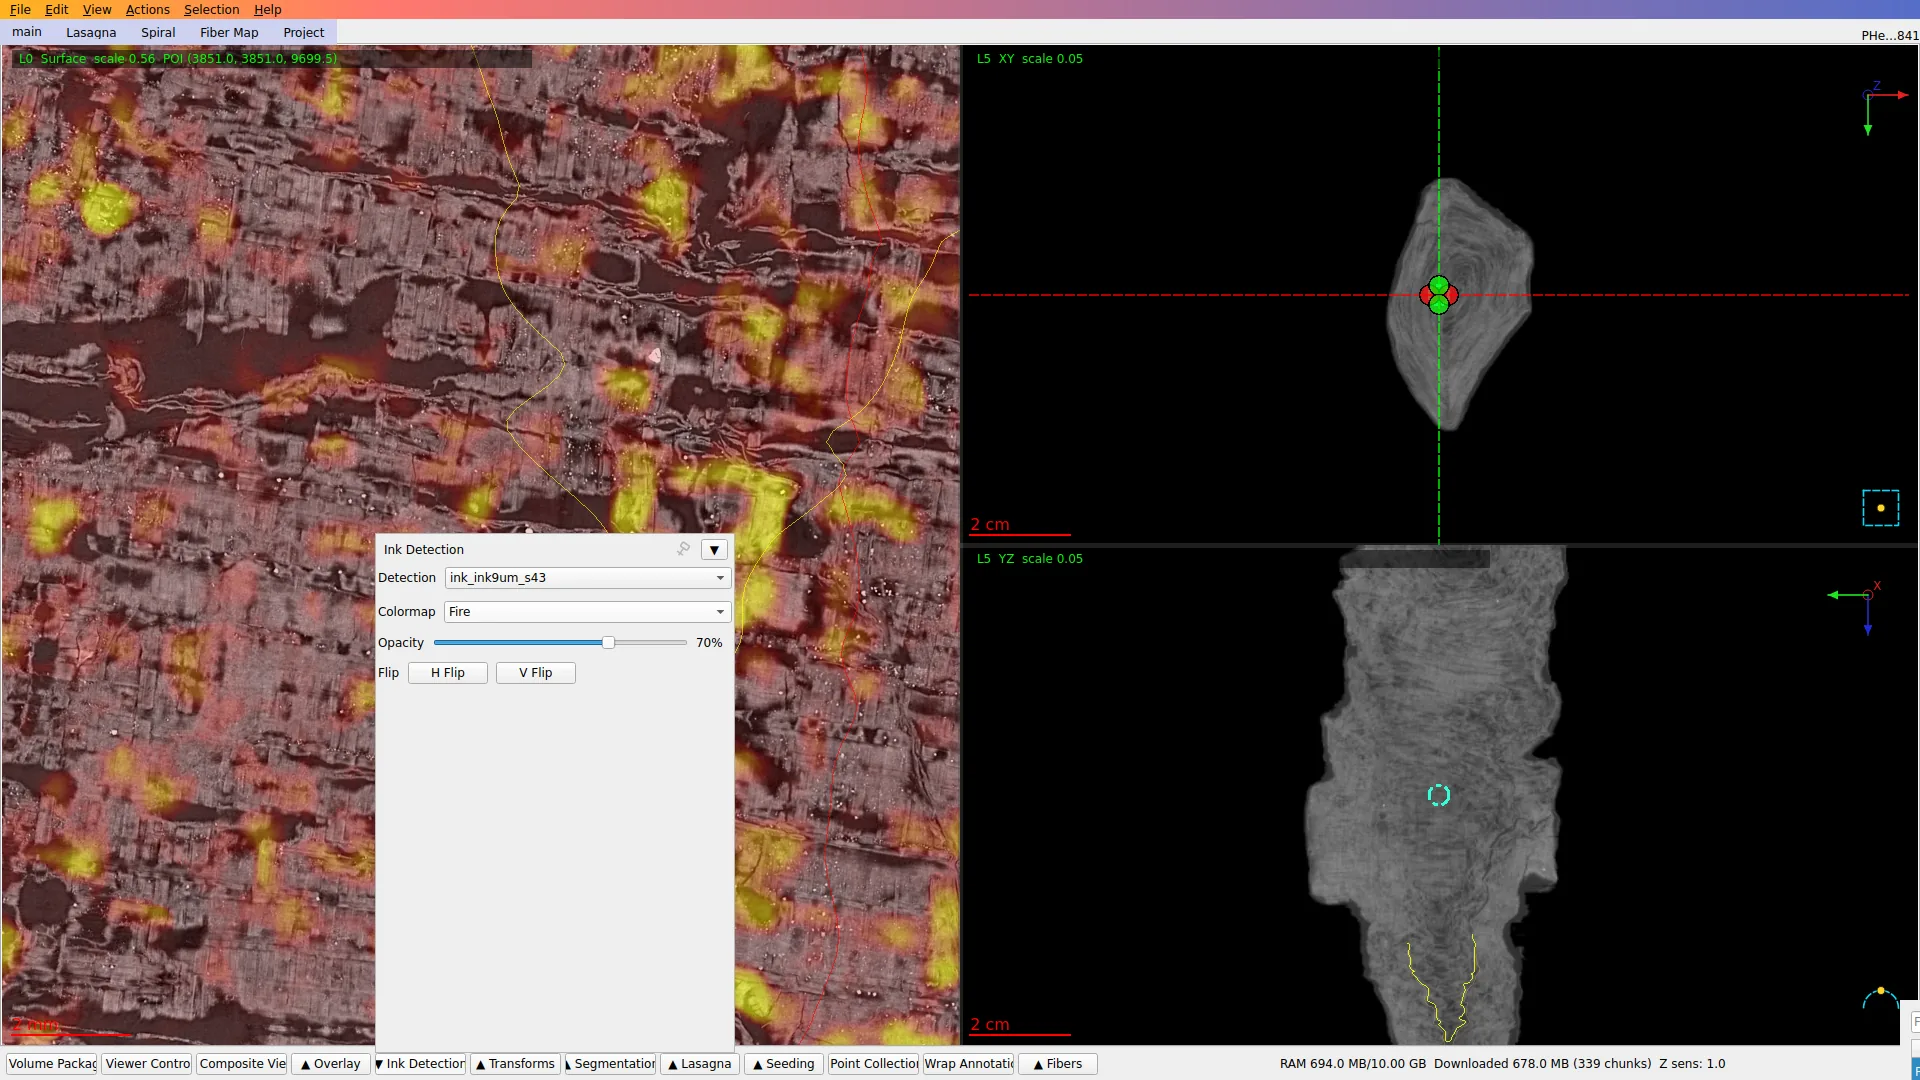 File Edit View Actions Selection Help
main Lasagna Spiral Fiber Map Project
PHe...841
L0 Surface scale 0.56 POI (3851.0, 3851.0, 9699.5)
L5 XY scale 0.05
Z
2 cm
L5 YZ scale 0.05
X
2 cm
2 mm
Ink Detection
▼
Detection ink_ink9um_s43
Colormap Fire
Opacity 70%
Flip H Flip V Flip
Volume Packag Viewer Contro Composite Vie ▲ Overlay ▼ Ink Detection ▲ Transforms ▲ Segmentation ▲ Lasagna ▲ Seeding Point Collection Wrap Annotatio ▲ Fibers
RAM 694.0 MB/10.00 GB Downloaded 678.0 MB (339 chunks) Z sens: 1.0